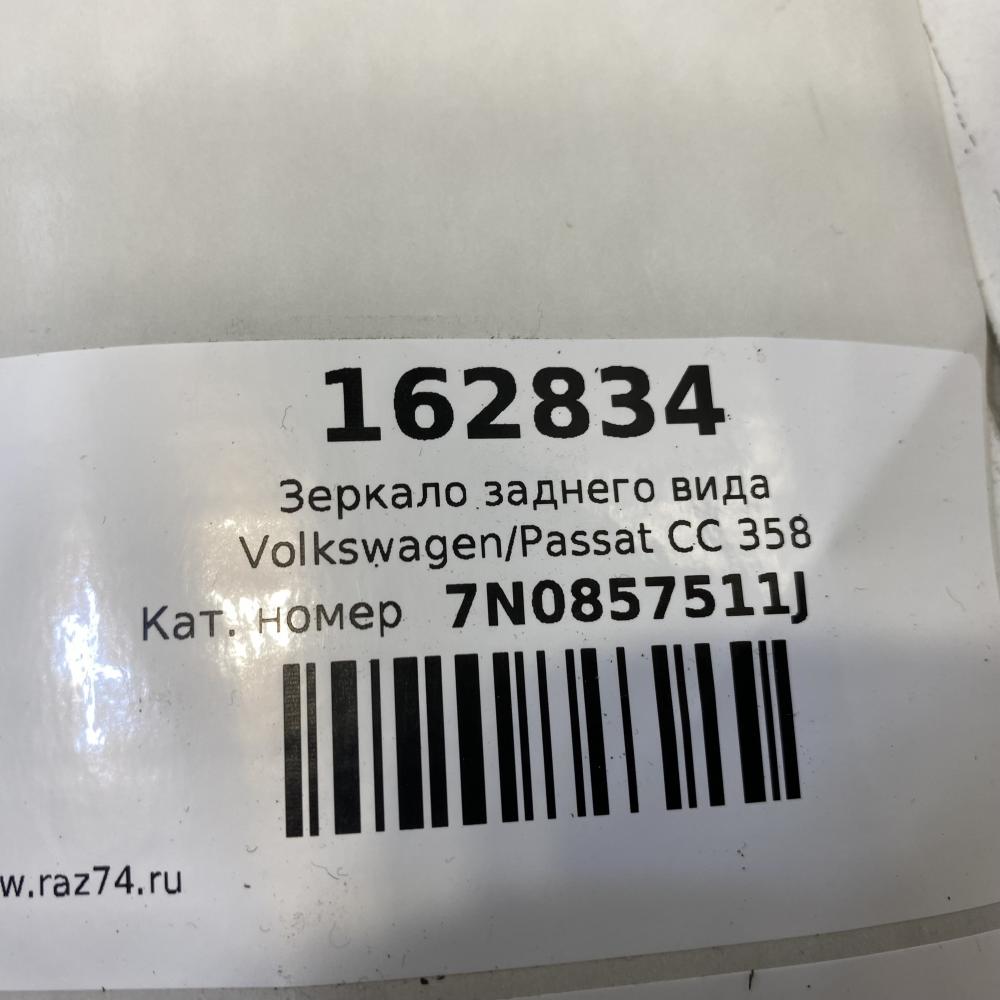 162834
Зеркало заднего вида
Volkswagen/Passat CC 358
Кат. номер 7N0857511J
w.raz74.ru